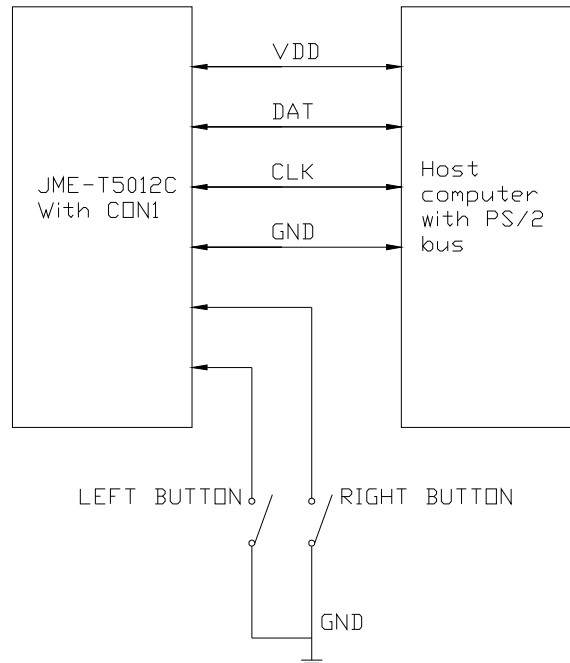 VDD
DAT
CLK
GND
JME-T5012C
With CON1
Host
computer
with PS/2
bus
LEFT BUTTON
RIGHT BUTTON
GND